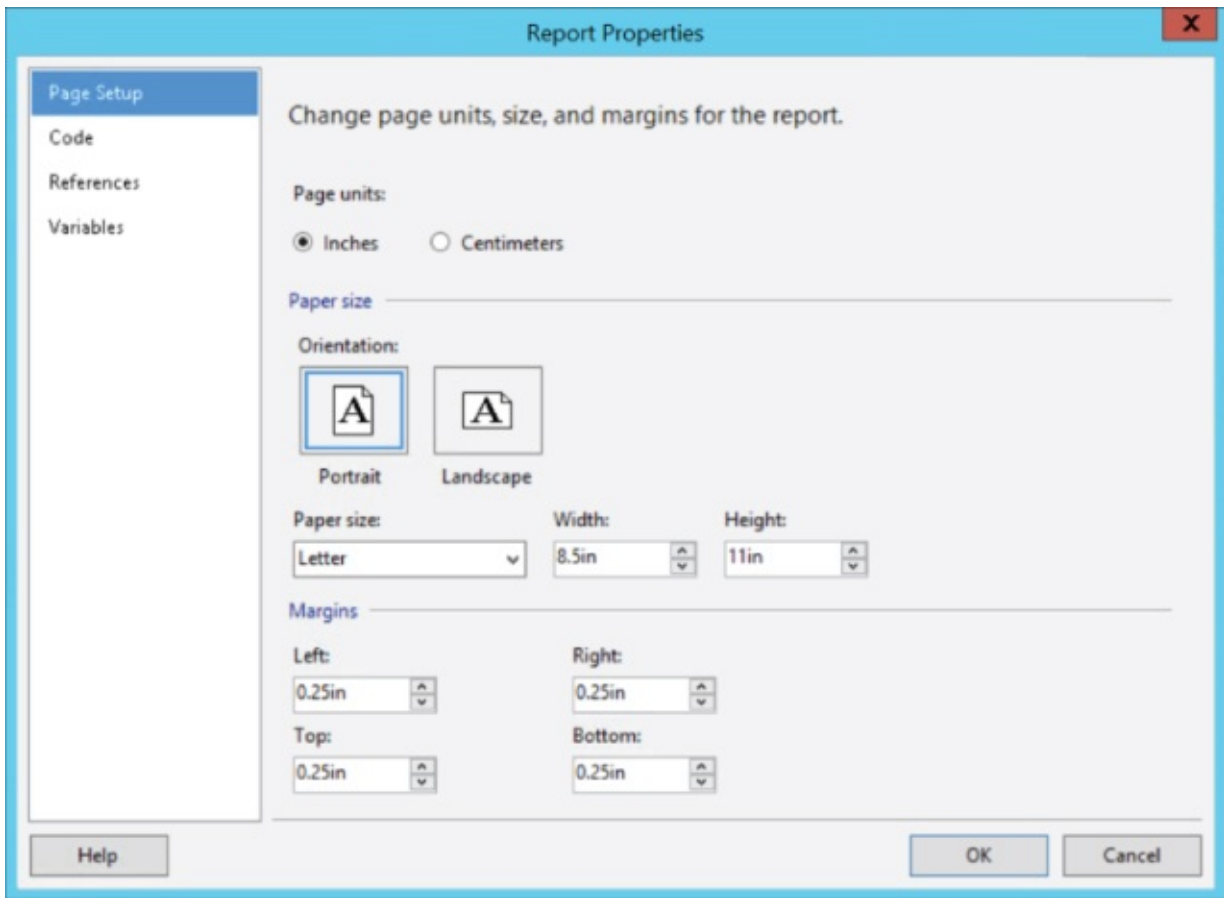 Report Properties
X
Page Setup
Code
References
Variables
Change page units, size, and margins for the report.
Page units:
Inches Centimeters
Paper size
Orientation:
A A
Portrait Landscape
Paper size: Width: Height:
Letter 8.5in 11in
Margins
Left: Right:
0.25in 0.25in
Top: Bottom:
0.25in 0.25in
Help OK Cancel